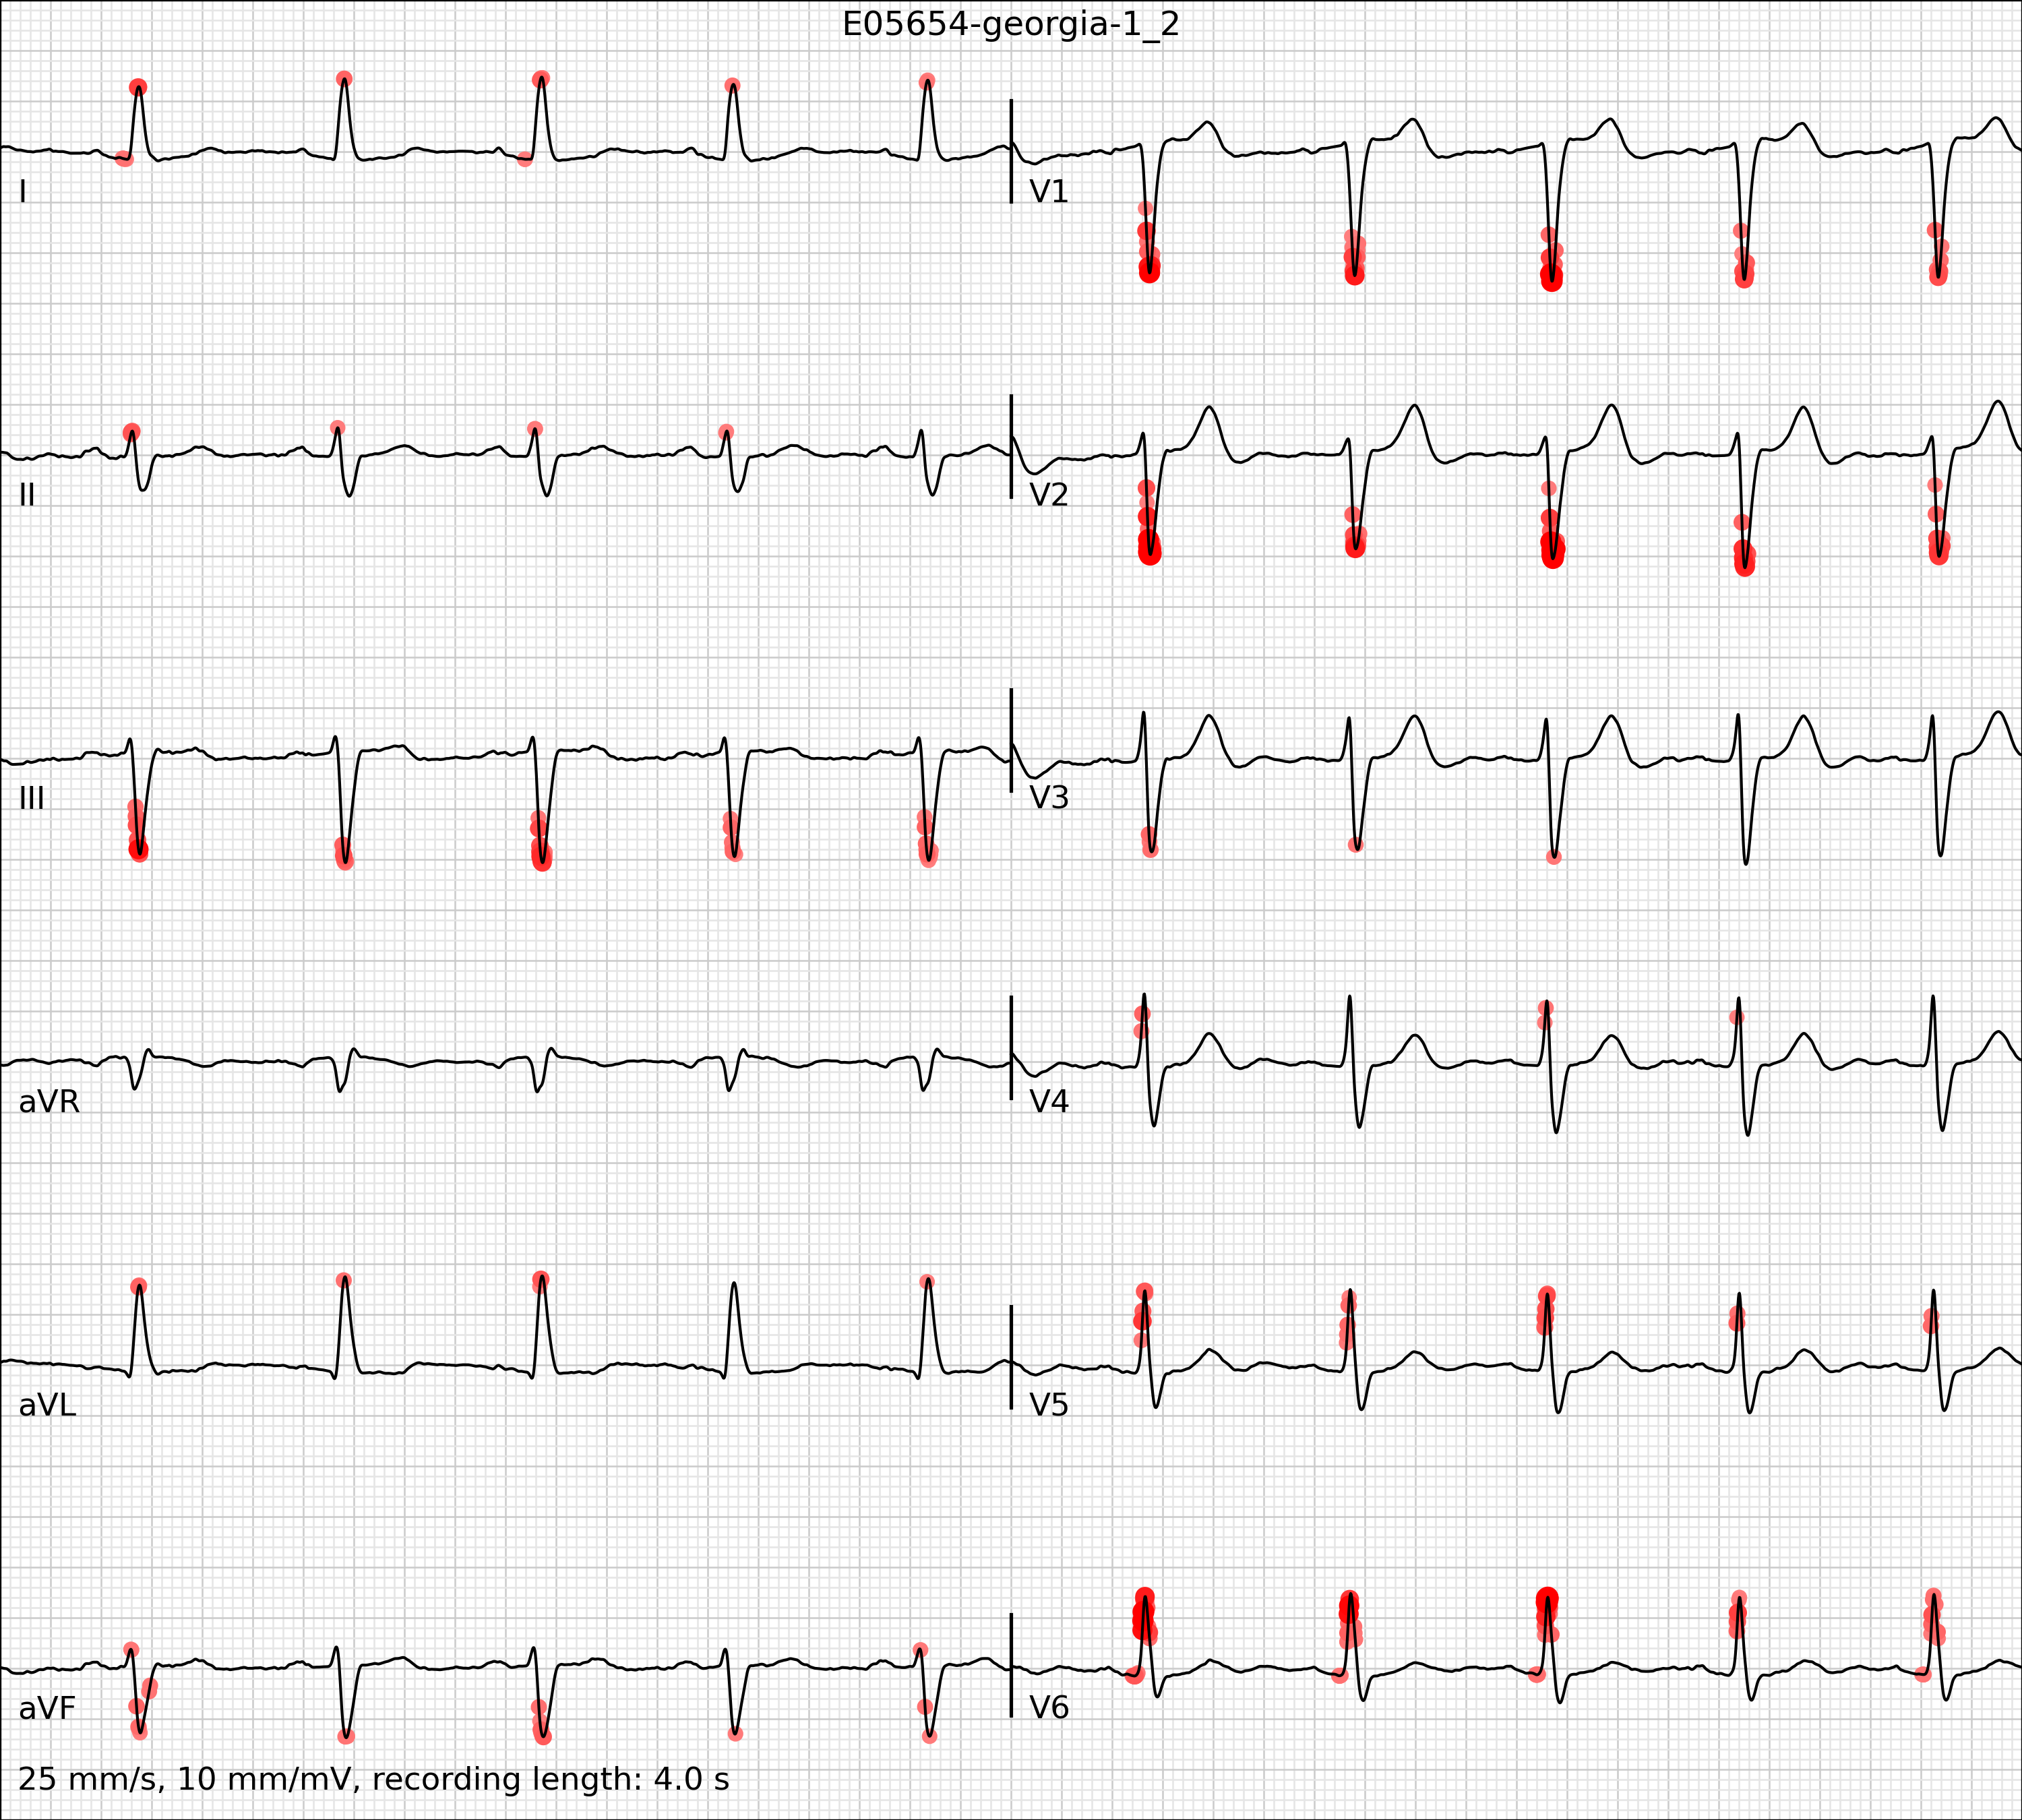 E05654-georgia-1_2
I
V1
II
V2
III
V3
aVR
V4
aVL
V5
aVF
V6
25 mm/s, 10 mm/mV, recording length: 4.0 s